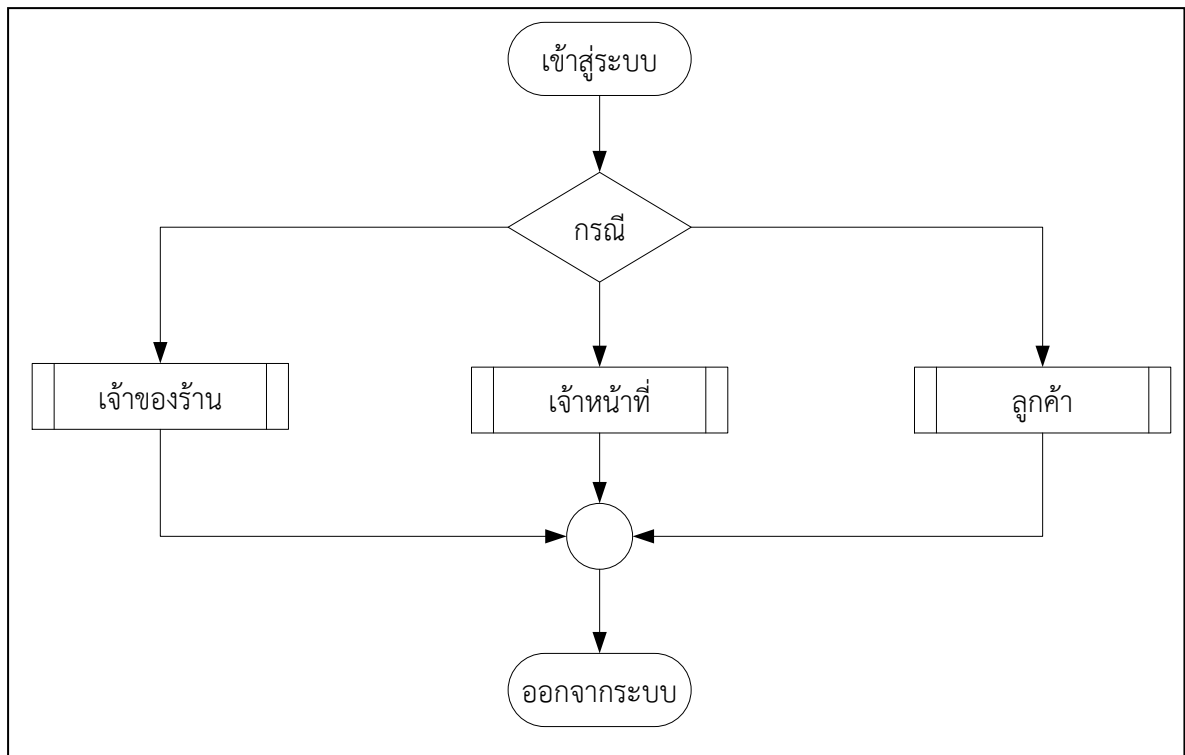 เข้าสู่ระบบ
กรณี
เจ้าของร้าน
เจ้าหน้าที่
ลูกค้า
ออกจากระบบ